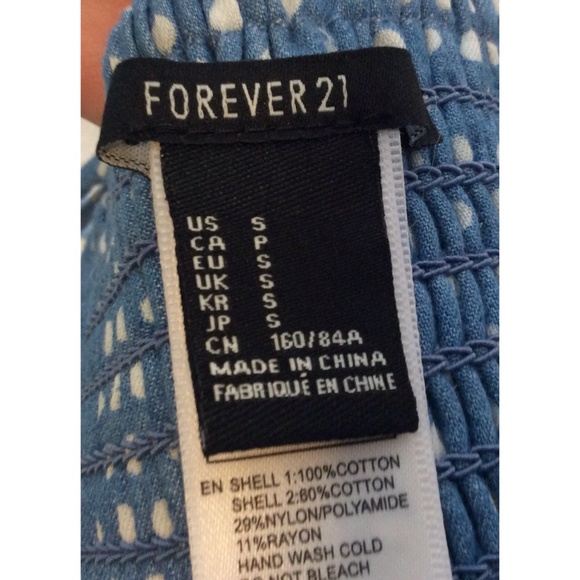 FOREVER 21
US S
CA P
EU S
UK S
KR S
JP S
CN 160/84A
MADE IN CHINA
FABRIQUÉ EN CHINE
EN SHELL 1:100%COTTON
SHELL 2:60%COTTON
29%NYLON/POLYAMIDE
11%RAYON
HAND WASH COLD
DO NOT BLEACH